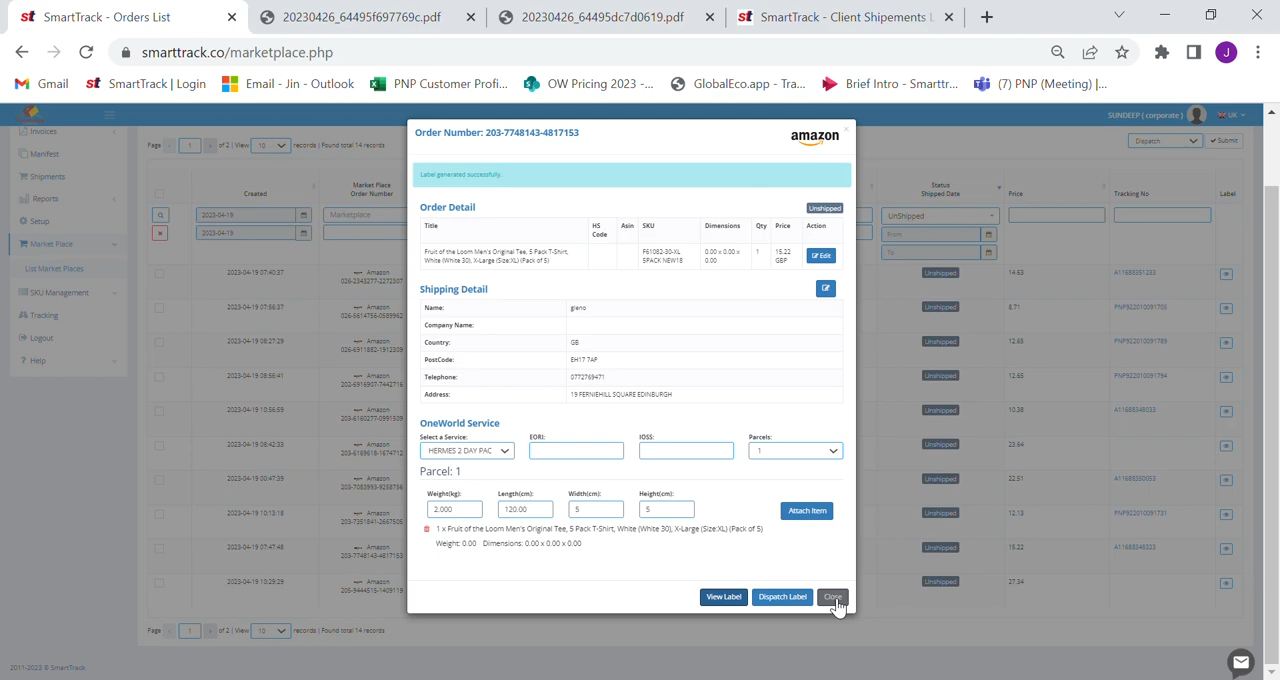 SmartTrack - Orders List
20230426_64495f697769c.pdf
20230426_64495dc7d0619.pdf
SmartTrack - Client Shipements L
smarttrack.co/marketplace.php
J
Gmail
SmartTrack | Login
Email - Jin - Outlook
PNP Customer Profi...
OW Pricing 2023 -...
GlobalEco.app - Tra...
Brief Intro - Smarttr...
(7) PNP (Meeting) |...
SUNDEEP ( corporate )
UK
Invoices
Manifest
Shipments
Reports
Setup
Market Place
List Market Places
SKU Management
Tracking
Logout
Help
Page 1 of 2 | View 10 records | Found total 14 records
Dispatch
Submit
Created
Market Place
Order Number
Status
Shipped Date
Price
Tracking No
Label
2023-04-19
Marketplace
UnShipped
2023-04-19
From
To
2023-04-19 07:40:37
Amazon
026-2343277-2272307
Unshipped
14.63
A11688351233
2023-04-19 07:56:37
Amazon
026-5614756-0589962
Unshipped
8.71
PNP922010091705
2023-04-19 08:27:29
Amazon
026-6911882-1912309
Unshipped
12.65
PNP922010091789
2023-04-19 08:56:41
Amazon
202-6916907-7442716
Unshipped
12.65
PNP922010091794
2023-04-19 10:56:59
Amazon
203-6160277-0991509
Unshipped
10.38
A11688348033
2023-04-19 08:42:33
Amazon
203-6169618-1674712
Unshipped
23.64
2023-04-19 00:47:39
Amazon
203-7083993-9258756
Unshipped
22.51
A11688350053
2023-04-19 10:13:18
Amazon
203-7351841-2667505
Unshipped
12.13
PNP922010091731
2023-04-19 07:47:48
Amazon
203-7748143-4817153
Unshipped
15.22
A11688348323
2023-04-19 10:29:29
Amazon
205-9444515-1409119
Unshipped
27.34
Page 1 of 2 | View 10 records | Found total 14 records
2011-2023 © SmartTrack
Order Number: 203-7748143-4817153
amazon
×
Label generated successfully.
Order Detail
Unshipped
Title
HS Code
Asin
SKU
Dimensions
Qty
Price
Action
Fruit of the Loom Men's Original Tee, 5 Pack T-Shirt,
White (White 30), X-Large (Size:XL) (Pack of 5)
F61082-30-XL
5PACK NEW18
0.00 x 0.00 x
0.00
1
15.22
GBP
Edit
Shipping Detail
Name:
gleno
Company Name:
Country:
GB
PostCode:
EH17 7AP
Telephone:
0772769471
Address:
19 FERNIEHILL SQUARE EDINBURGH
OneWorld Service
Select a Service:
EORI:
IOSS:
Parcels:
HERMES 2 DAY PAC
1
Parcel: 1
Weight(kg):
Length(cm):
Width(cm):
Height(cm):
2.000
120.00
5
5
Attach Item
1 x Fruit of the Loom Men's Original Tee, 5 Pack T-Shirt, White (White 30), X-Large (Size:XL) (Pack of 5)
Weight: 0.00 Dimensions: 0.00 x 0.00 x 0.00
View Label
Dispatch Label
Close